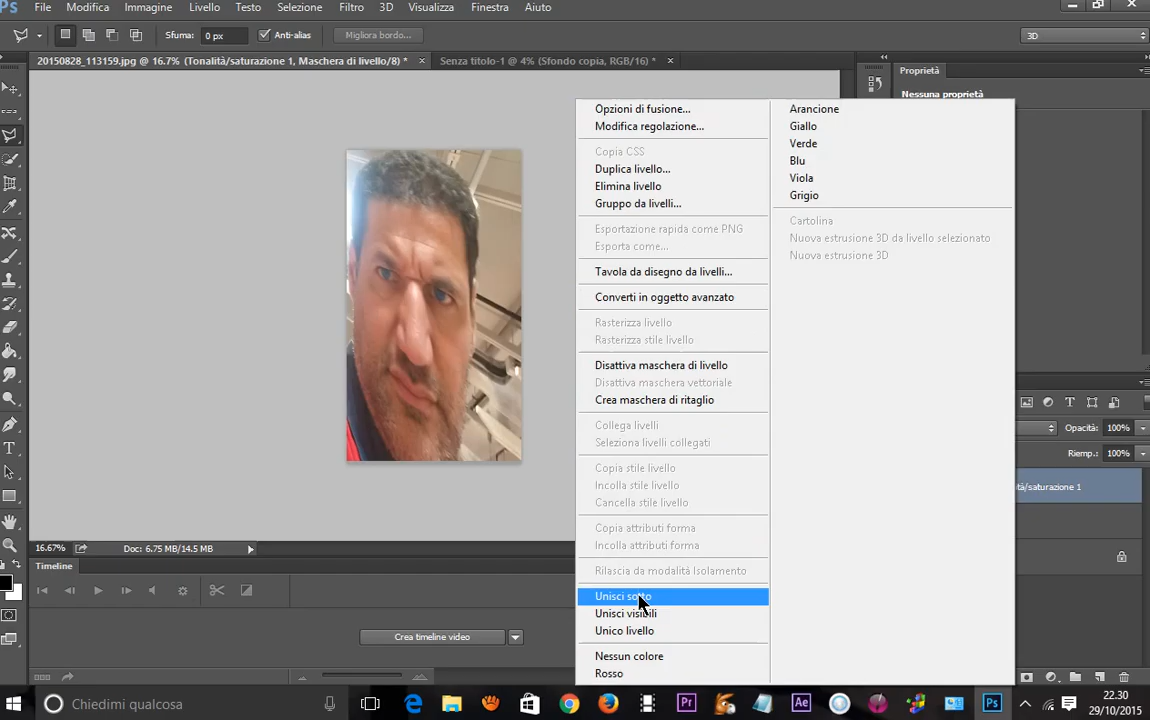 Ps File Modifica Immagine Livello Testo Selezione Filtro 3D Visualizza Finestra Aiuto
Sfuma: 0 px Anti-alias Migliora bordo... 3D
20150828_113159.jpg @ 16.7% (Tonalità/saturazione 1, Maschera di livello/8) * × Senza titolo-1 @ 4% (Sfondo copia, RGB/16) * ×
Proprietà
Nessuna proprietà
Opzioni di fusione...
Modifica regolazione...
Copia CSS
Duplica livello...
Elimina livello
Gruppo da livelli...
Esportazione rapida come PNG
Esporta come...
Tavola da disegno da livelli...
Converti in oggetto avanzato
Rasterizza livello
Rasterizza stile livello
Disattiva maschera di livello
Disattiva maschera vettoriale
Crea maschera di ritaglio
Collega livelli
Seleziona livelli collegati
Copia stile livello
Incolla stile livello
Cancella stile livello
Copia attributi forma
Incolla attributi forma
Rilascia da modalità Isolamento
Unisci sotto
Unisci visibili
Unico livello
Nessun colore
Rosso
Arancione
Giallo
Verde
Blu
Viola
Grigio
Cartolina
Nuova estrusione 3D da livello selezionato
Nuova estrusione 3D
Opacità: 100%
Riemp.: 100%
ità/saturazione 1
16.67% Doc: 6.75 MB/14.5 MB
Timeline
Crea timeline video
Chiedimi qualcosa
Pr
Ae
Ps
22.30
29/10/2015